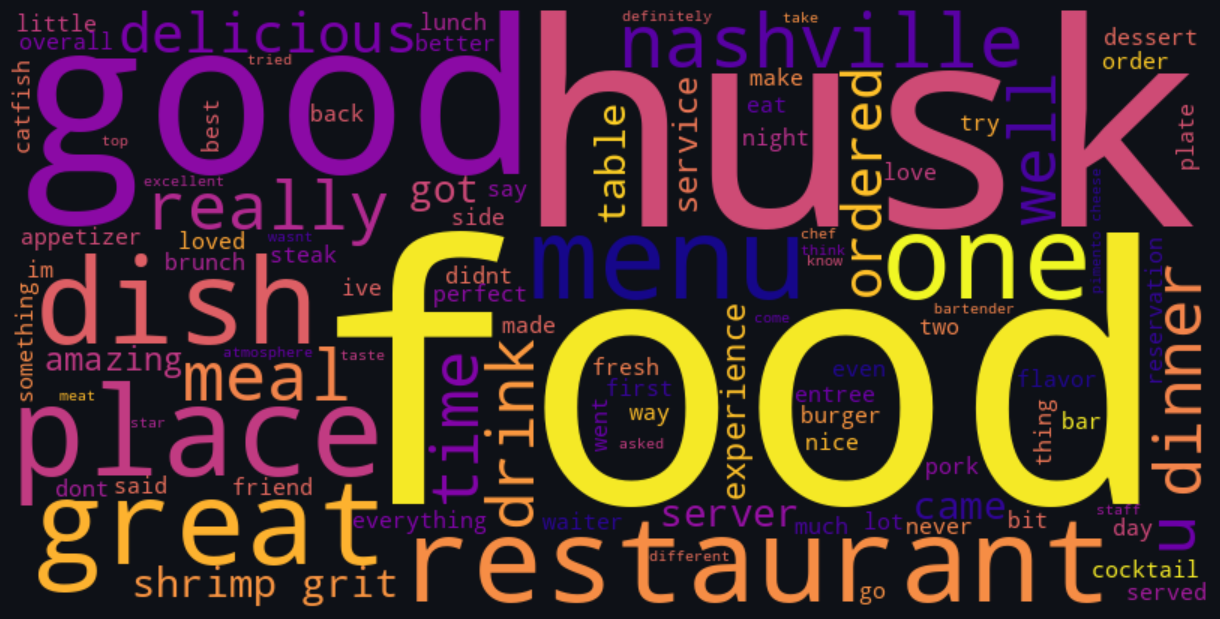 little
overall
delicious
lunch
better
definitely
take
nashville
dessert
order
good
husk
tried
catfish
best
back
top
table
service
make
eat
night
ordered
try
love
well
plate
pimento cheese
excellent
really
got
say
side
appetizer
loved
wasnt
brunch
steak
im
something
dish
ive
didnt
perfect
menu
chef
think
know
one
reservation
dinner
food
bartender
two
made
come
amazing
atmosphere
taste
meal
meat
star
place
time
drink
fresh
first
way
went
asked
experience
even
entree
burger
nice
flavor
thing
bar
pork
dont
said
friend
great
everything
waiter
server
much
lot
came
never
bit
staff
day
u
shrimp grit
restaurant
different
go
cocktail
served